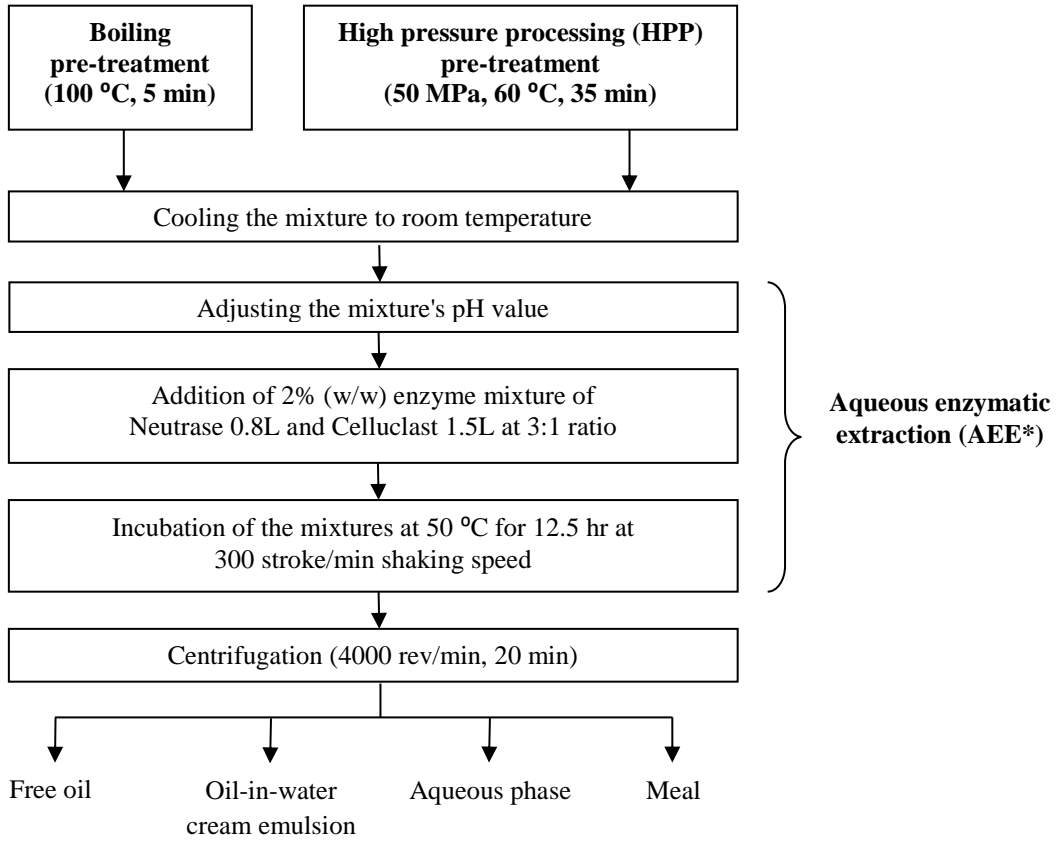 Boiling
pre-treatment
(100 ⁰C, 5 min)
High pressure processing (HPP)
pre-treatment
(50 MPa, 60 ⁰C, 35 min)
Cooling the mixture to room temperature
Adjusting the mixture's pH value
Addition of 2% (w/w) enzyme mixture of
Neutrase 0.8L and Celluclast 1.5L at 3:1 ratio
Incubation of the mixtures at 50 ⁰C for 12.5 hr at
300 stroke/min shaking speed
Aqueous enzymatic
extraction (AEE*)
Centrifugation (4000 rev/min, 20 min)
Free oil
Oil-in-water
cream emulsion
Aqueous phase
Meal